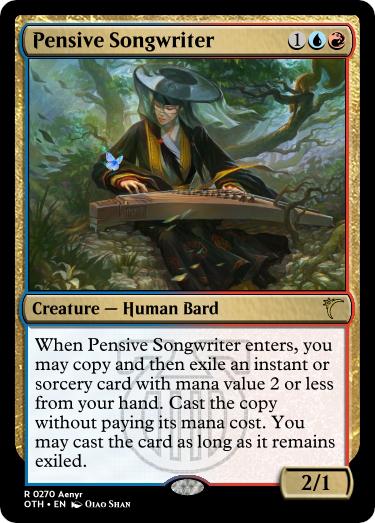 Pensive Songwriter 1
Creature — Human Bard
When Pensive Songwriter enters, you
may copy and then exile an instant or
sorcery card with mana value 2 or less
from your hand. Cast the copy
without paying its mana cost. You
may cast the card as long as it remains
exiled.
2/1
R 0270 Aenyr
OTH • EN Qiao Shan